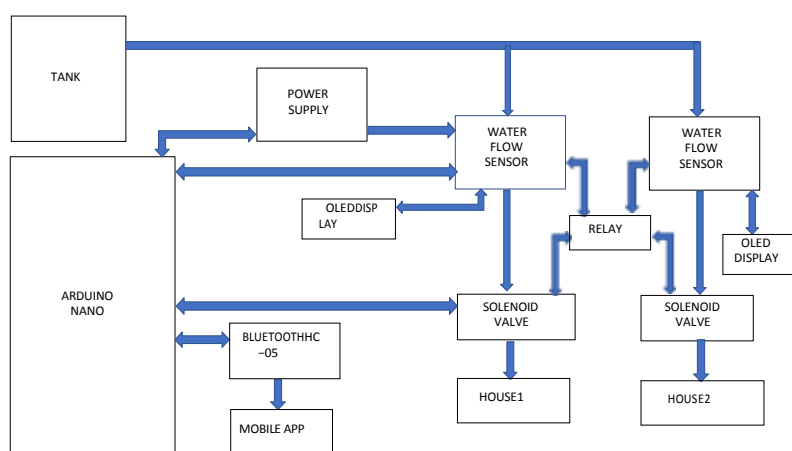 TANK
POWER
SUPPLY
WATER
FLOW
SENSOR
WATER
FLOW
SENSOR
OLEDDISP
LAY
RELAY
OLED
DISPLAY
ARDUINO
NANO
SOLENOID
VALVE
SOLENOID
VALVE
BLUETOOTHHC
–05
HOUSE1
HOUSE2
MOBILE APP